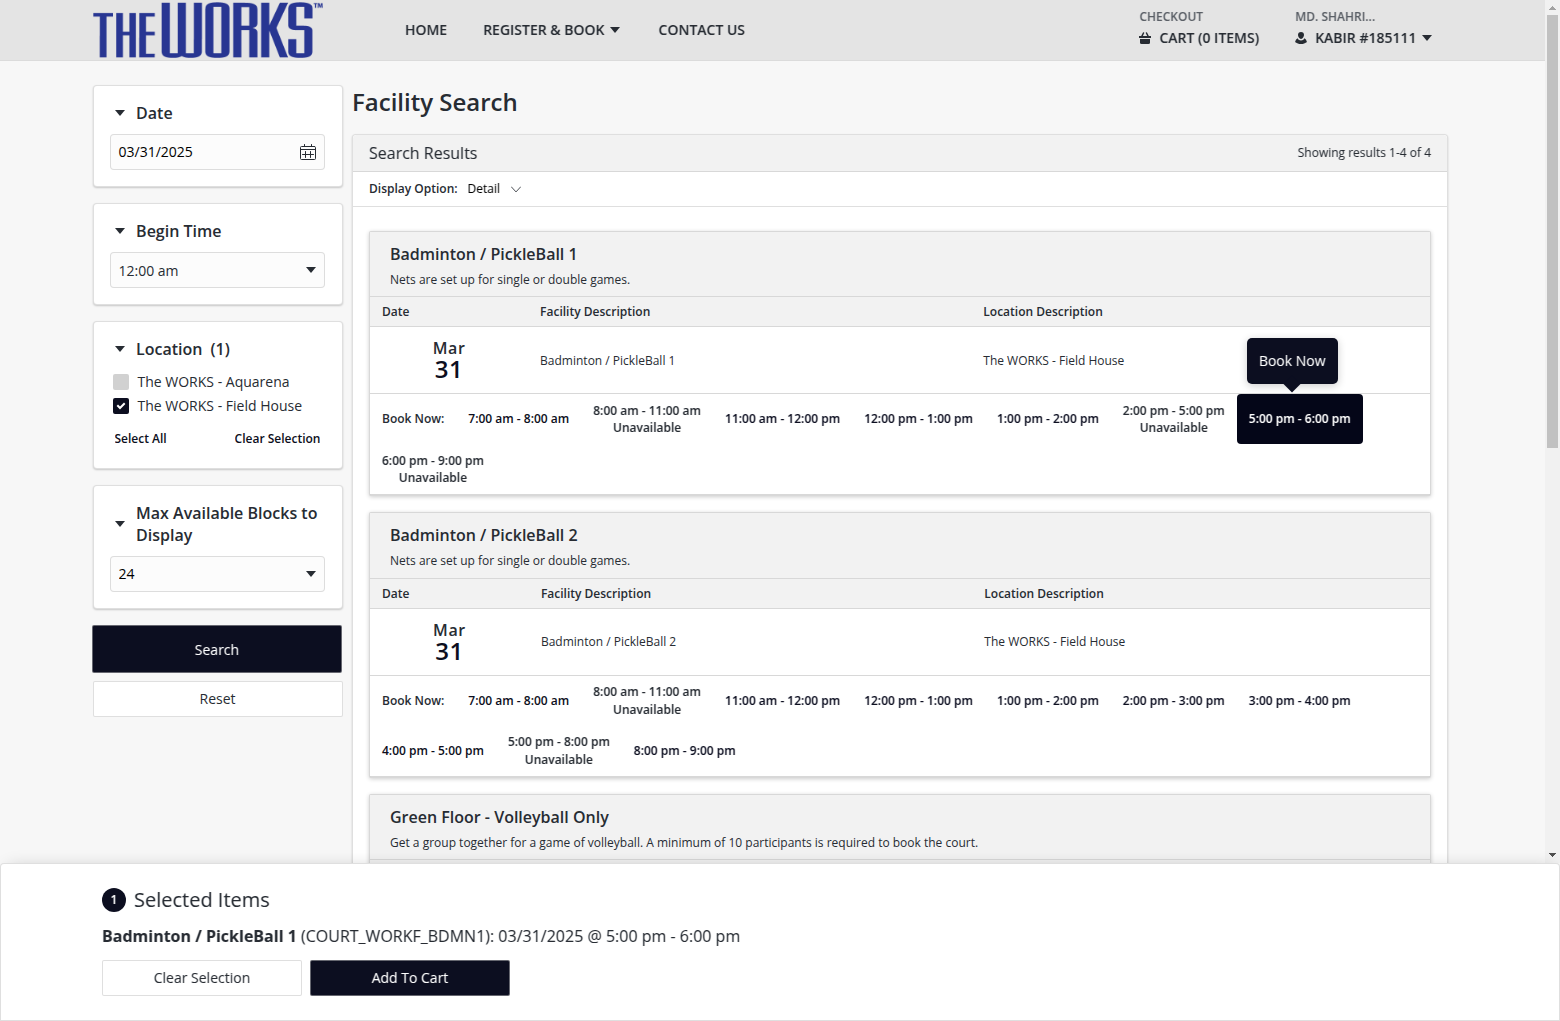 THE WORKS™
HOME
REGISTER & BOOK
CONTACT US
CHECKOUT
CART (0 ITEMS)
MD. SHAHRI...
KABIR #185111
Date
03/31/2025
Begin Time
12:00 am
Location (1)
The WORKS - Aquarena
The WORKS - Field House
Select All
Clear Selection
Max Available Blocks to
Display
24
Search
Reset
Facility Search
Search Results
Showing results 1-4 of 4
Display Option: Detail
Badminton / PickleBall 1
Nets are set up for single or double games.
Date
Facility Description
Location Description
Mar
31
Badminton / PickleBall 1
The WORKS - Field House
Book Now
Book Now:
7:00 am - 8:00 am
8:00 am - 11:00 am
Unavailable
11:00 am - 12:00 pm
12:00 pm - 1:00 pm
1:00 pm - 2:00 pm
2:00 pm - 5:00 pm
Unavailable
5:00 pm - 6:00 pm
6:00 pm - 9:00 pm
Unavailable
Badminton / PickleBall 2
Nets are set up for single or double games.
Date
Facility Description
Location Description
Mar
31
Badminton / PickleBall 2
The WORKS - Field House
Book Now:
7:00 am - 8:00 am
8:00 am - 11:00 am
Unavailable
11:00 am - 12:00 pm
12:00 pm - 1:00 pm
1:00 pm - 2:00 pm
2:00 pm - 3:00 pm
3:00 pm - 4:00 pm
4:00 pm - 5:00 pm
5:00 pm - 8:00 pm
Unavailable
8:00 pm - 9:00 pm
Green Floor - Volleyball Only
Get a group together for a game of volleyball. A minimum of 10 participants is required to book the court.
1 Selected Items
Badminton / PickleBall 1 (COURT_WORKF_BDMN1): 03/31/2025 @ 5:00 pm - 6:00 pm
Clear Selection
Add To Cart